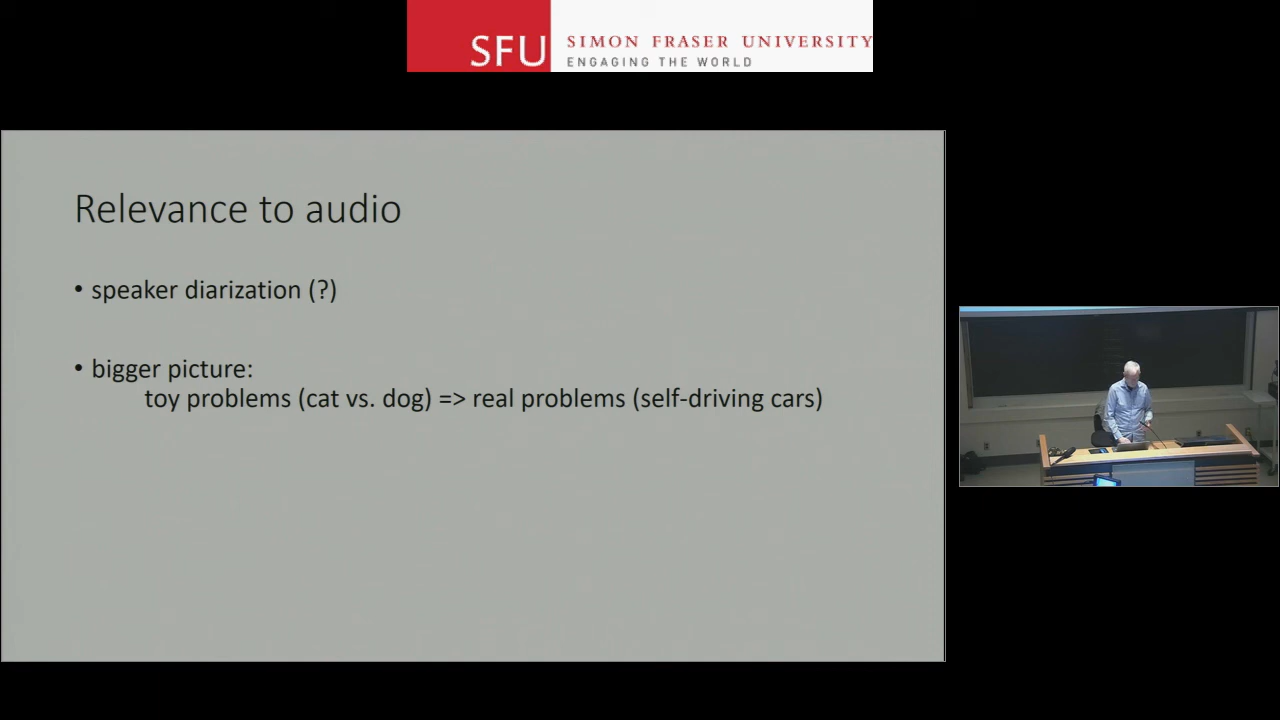 SFU
SIMON FRASER UNIVERSITY
ENGAGING THE WORLD
Relevance to audio
• speaker diarization (?)
• bigger picture:
toy problems (cat vs. dog) => real problems (self-driving cars)